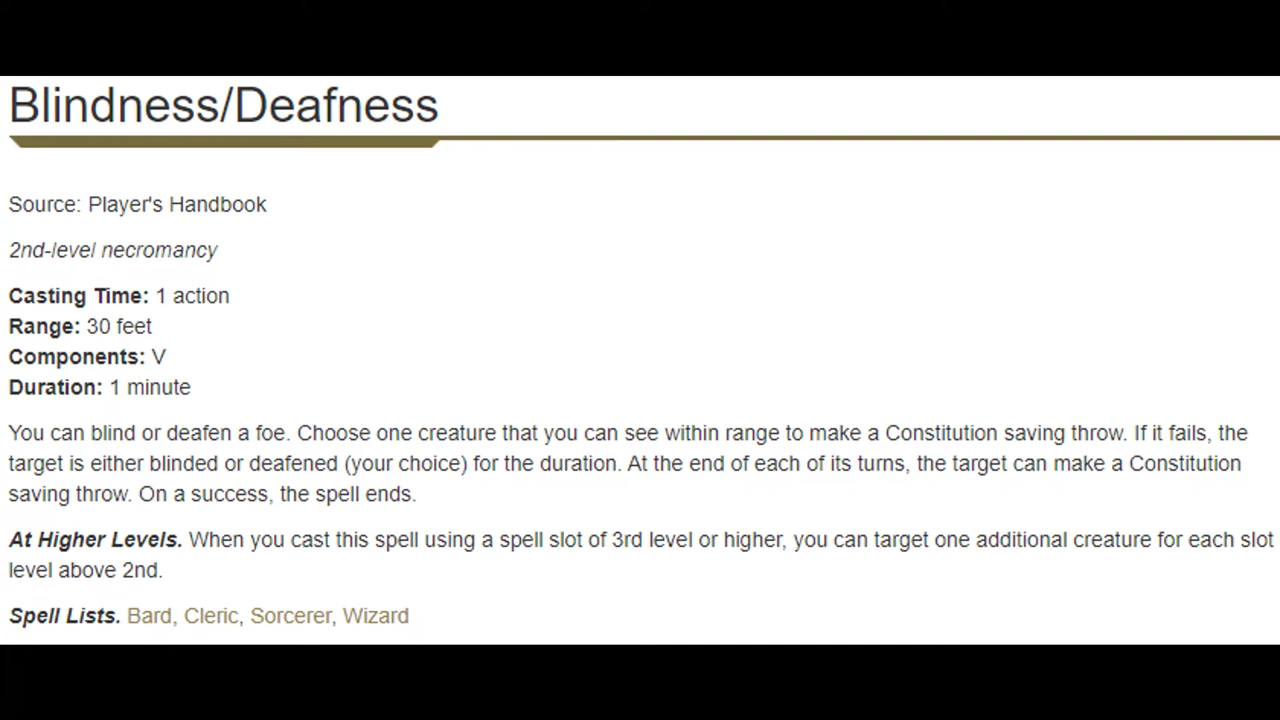 Blindness/Deafness
Source: Player's Handbook
2nd-level necromancy
Casting Time: 1 action
Range: 30 feet
Components: V
Duration: 1 minute
You can blind or deafen a foe. Choose one creature that you can see within range to make a Constitution saving throw. If it fails, the
target is either blinded or deafened (your choice) for the duration. At the end of each of its turns, the target can make a Constitution
saving throw. On a success, the spell ends.
At Higher Levels. When you cast this spell using a spell slot of 3rd level or higher, you can target one additional creature for each slot
level above 2nd.
Spell Lists. Bard, Cleric, Sorcerer, Wizard